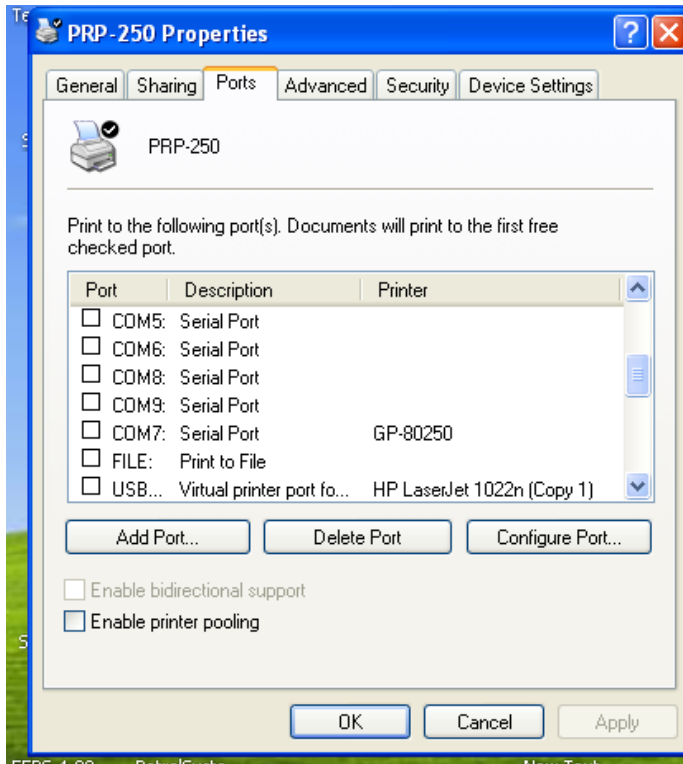 Te
PRP-250 Properties
General Sharing Ports Advanced Security Device Settings
PRP-250
Print to the following port(s). Documents will print to the first free
checked port.
Port Description Printer
COM5: Serial Port
COM6: Serial Port
COM8: Serial Port
COM9: Serial Port
COM7: Serial Port GP-80250
FILE: Print to File
USB... Virtual printer port fo... HP LaserJet 1022n (Copy 1)
Add Port... Delete Port Configure Port...
Enable bidirectional support
Enable printer pooling
S
OK Cancel Apply